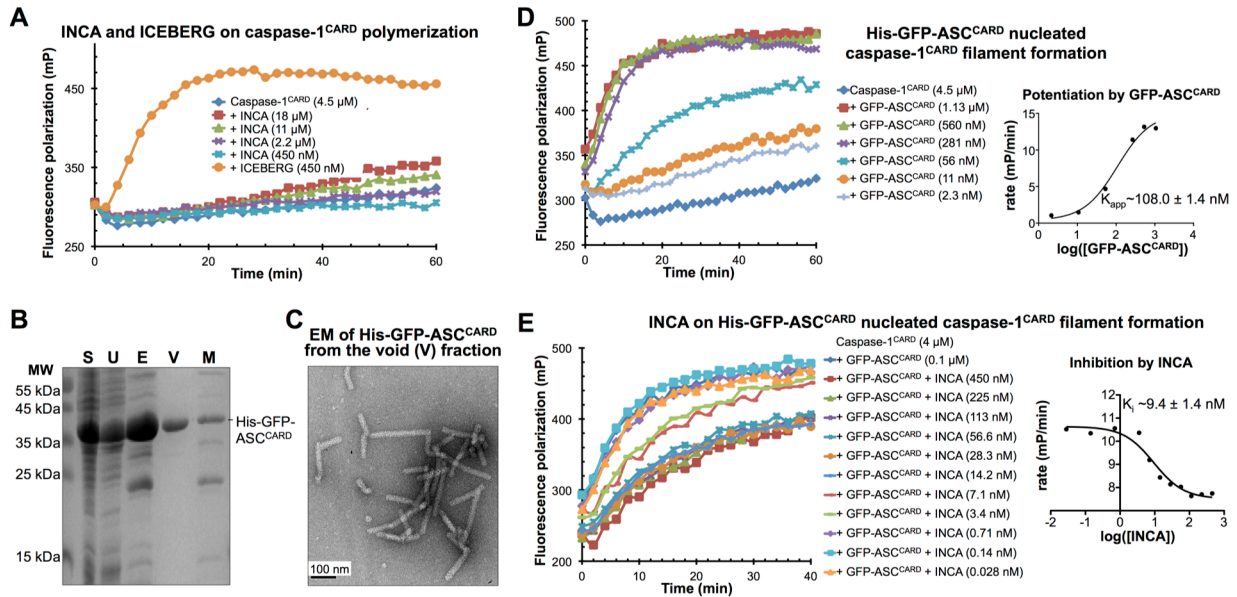 A
INCA and ICEBERG on caspase-1CARD polymerization
Fluorescence polarization (mP)
450
350
250
Caspase-1CARD (4.5 µM)
+ INCA (18 µM)
+ INCA (11 µM)
+ INCA (2.2 µM)
+ INCA (450 nM)
+ ICEBERG (450 nM)
0 20 40 60
Time (min)
B
S U E V M
MW
55 kDa
45 kDa
35 kDa
25 kDa
15 kDa
His-GFP-
ASCCARD
C
EM of His-GFP-ASCCARD
from the void (V) fraction
100 nm
D
His-GFP-ASCCARD nucleated
caspase-1CARD filament formation
Fluorescence polarization (mP)
500
450
400
350
300
250
0 20 40 60
Time (min)
Caspase-1CARD (4.5 µM)
+ GFP-ASCCARD (1.13 µM)
+ GFP-ASCCARD (560 nM)
+ GFP-ASCCARD (281 nM)
+ GFP-ASCCARD (56 nM)
+ GFP-ASCCARD (11 nM)
+ GFP-ASCCARD (2.3 nM)
Potentiation by GFP-ASCCARD
rate (mP/min)
15
10
5
0
Kapp~108.0 ± 1.4 nM
0 1 2 3 4
log([GFP-ASCCARD])
E
INCA on His-GFP-ASCCARD nucleated caspase-1CARD filament formation
Fluorescence polarization (mP)
500
400
300
200
0 10 20 30 40
Time (min)
Caspase-1CARD (4 µM)
+ GFP-ASCCARD (0.1 µM)
+ GFP-ASCCARD + INCA (450 nM)
+ GFP-ASCCARD + INCA (225 nM)
+ GFP-ASCCARD + INCA (113 nM)
+ GFP-ASCCARD + INCA (56.6 nM)
+ GFP-ASCCARD + INCA (28.3 nM)
+ GFP-ASCCARD + INCA (14.2 nM)
+ GFP-ASCCARD + INCA (7.1 nM)
+ GFP-ASCCARD + INCA (3.4 nM)
+ GFP-ASCCARD + INCA (0.71 nM)
+ GFP-ASCCARD + INCA (0.14 nM)
+ GFP-ASCCARD + INCA (0.028 nM)
Inhibition by INCA
rate (mP/min)
12
11
10
9
8
Ki ~9.4 ± 1.4 nM
-2 -1 0 1 2 3
log([INCA])